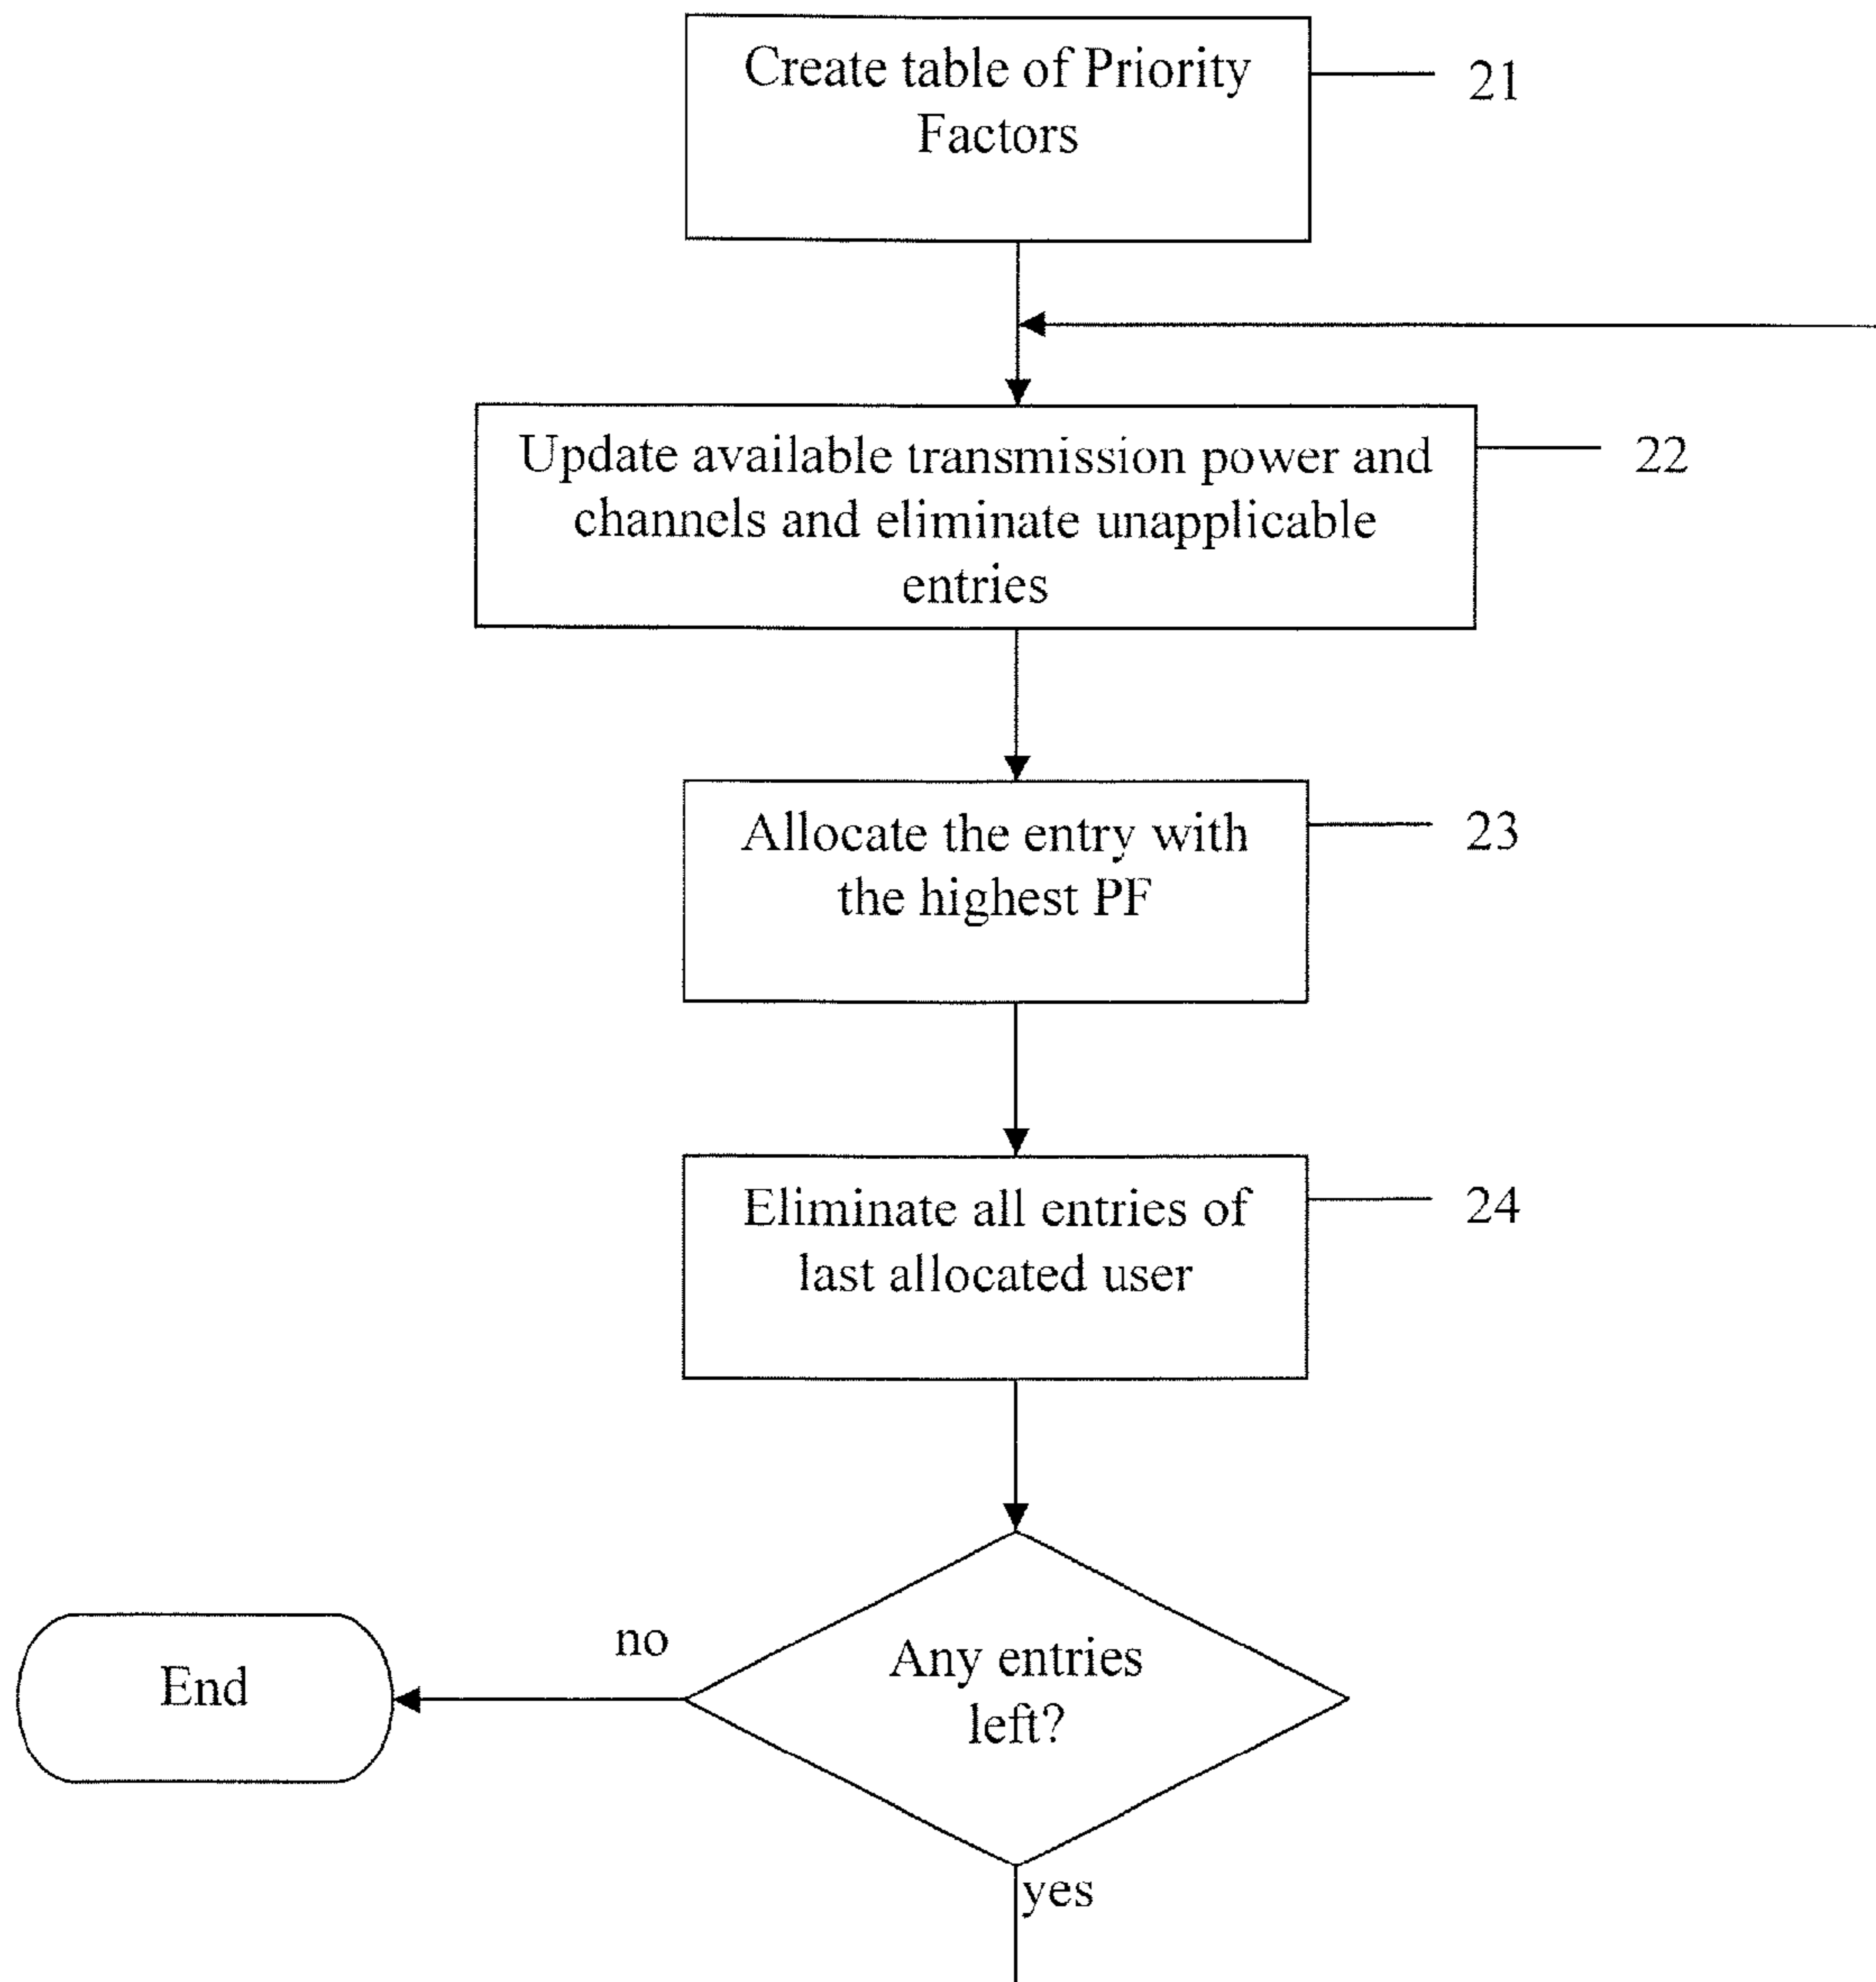 Create table of Priority
Factors
21
Update available transmission power and
channels and eliminate unapplicable
entries
22
Allocate the entry with
the highest PF
23
Eliminate all entries of
last allocated user
24
no
Any entries
left?
End
yes